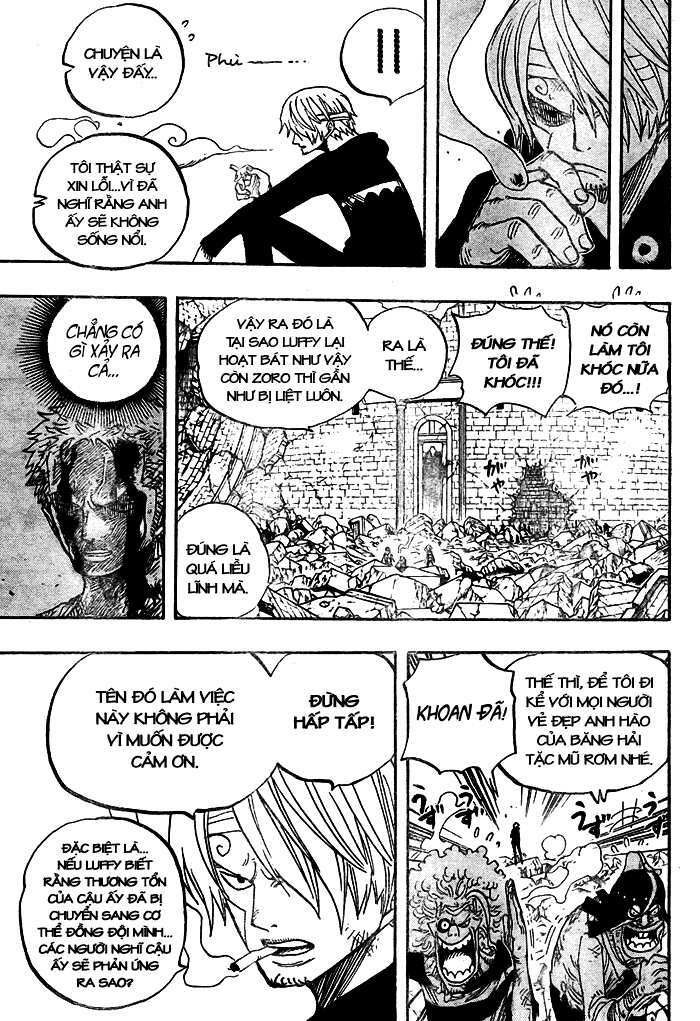 !!
CHUYỆN LÀ
VẬY ĐẤY...
Phù
TÔI THẬT SỰ
XIN LỖI...VÌ ĐÃ
NGHĨ RẰNG ANH
ẤY SẼ KHÔNG
SỐNG NỔI.
NÓ CÒN
LÀM TÔI
KHÓC NỮA
ĐÓ...!
ĐÚNG THẾ!
TÔI ĐÃ
KHÓC!!!
RA LÀ
THẾ...
VẬY RA ĐÓ LÀ
TẠI SAO LUFFY LẠI
HOẠT BÁT NHƯ VẬY
CÒN ZORO THÌ GẦN
NHƯ BỊ LIỆT LUÔN.
ĐÚNG LÀ
QUÁ LIỀU
LĨNH MÀ.
CHẲNG CÓ
GÌ XẢY RA
CẢ...
THẾ THÌ, ĐỂ TÔI ĐI
KỂ VỚI MỌI NGƯỜI
VẺ ĐẸP ANH HÀO
CỦA BĂNG HẢI
TẶC MŨ RƠM NHÉ.
KHOAN ĐÃ!
ĐỪNG
HẤP TẤP!
TÊN ĐÓ LÀM VIỆC
NÀY KHÔNG PHẢI
VÌ MUỐN ĐƯỢC
CẢM ƠN.
ĐẶC BIỆT LÀ...
NẾU LUFFY BIẾT
RẰNG THƯƠNG TỔN
CỦA CẬU ẤY ĐÃ BỊ
CHUYỂN SANG CƠ
THỂ ĐỒNG ĐỘI MÌNH...
CÁC NGƯỜI NGHĨ CẬU
ẤY SẼ PHẢN ỨNG
RA SAO?